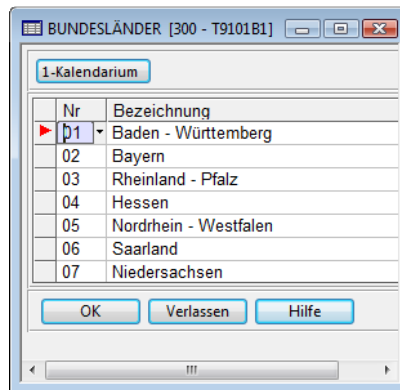 BUNDESLÄNDER [300 - T9101B1]
1-Kalendarium
Nr Bezeichnung
01 Baden - Württemberg
02 Bayern
03 Rheinland - Pfalz
04 Hessen
05 Nordrhein - Westfalen
06 Saarland
07 Niedersachsen
OK Verlassen Hilfe